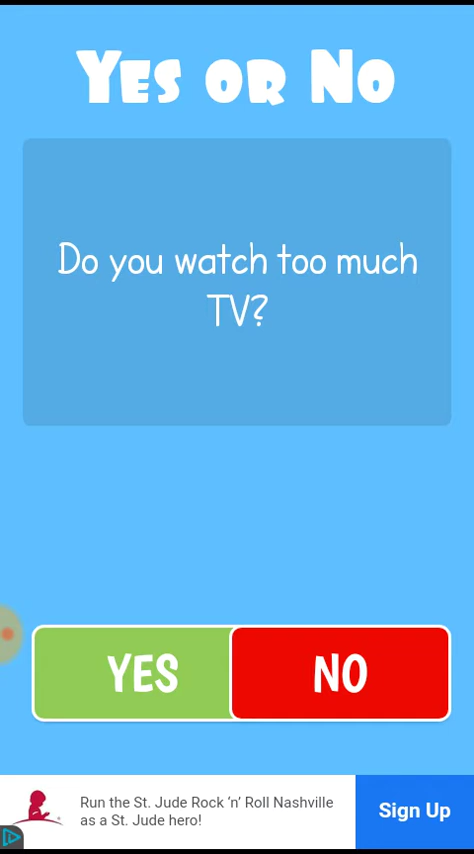 Yes or No
Do you watch too much
TV?
YES
NO
Run the St. Jude Rock ‘n’ Roll Nashville
as a St. Jude hero!
Sign Up